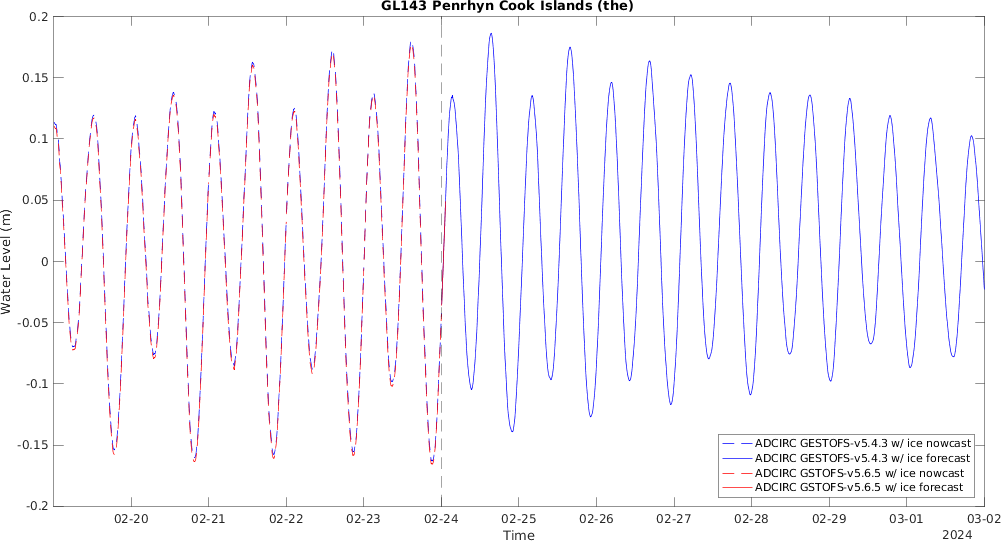 GL143 Penrhyn Cook Islands (the)
0.2
0.15
0.1
0.05
0
-0.05
-0.1
-0.15
-0.2
Water Level (m)
ADCIRC GESTOFS-v5.4.3 w/ ice nowcast
ADCIRC GESTOFS-v5.4.3 w/ ice forecast
ADCIRC GSTOFS-v5.6.5 w/ ice nowcast
ADCIRC GSTOFS-v5.6.5 w/ ice forecast
02-20 02-21 02-22 02-23 02-24 02-25 02-26 02-27 02-28 02-29 03-01 03-02
Time
2024